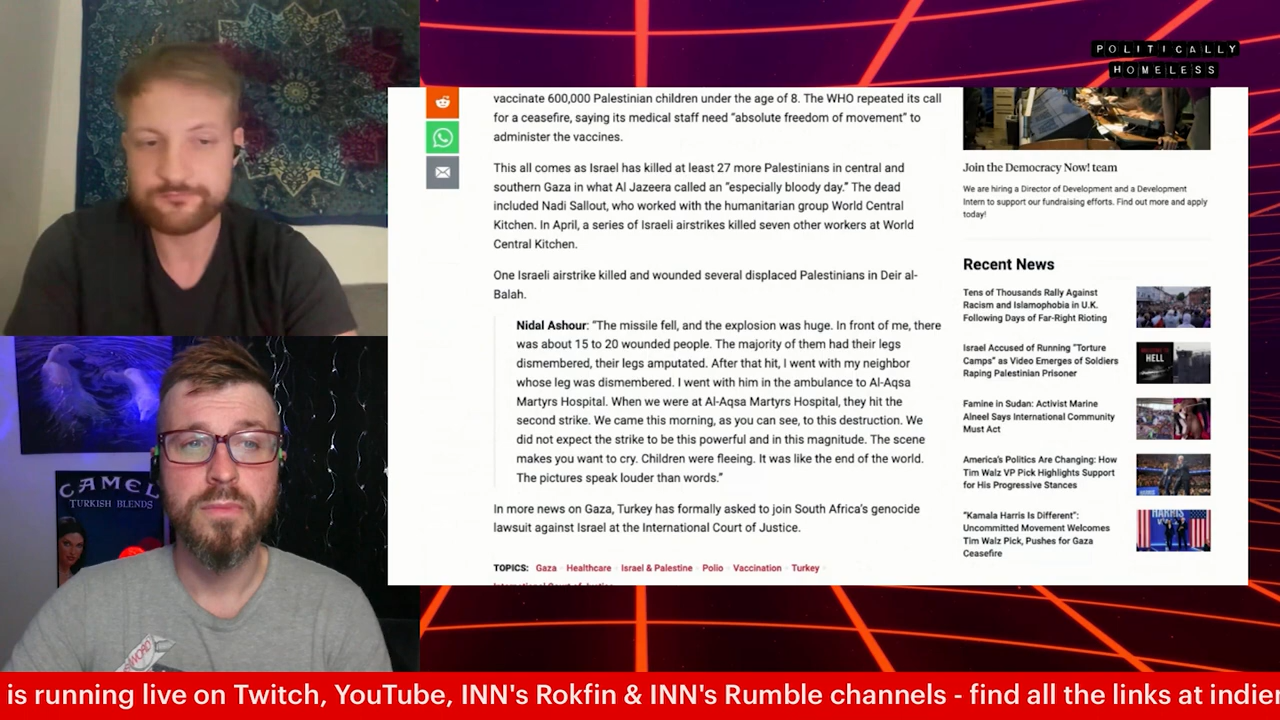 POLITICALLY
HOMELESS
vaccinate 600,000 Palestinian children under the age of 8. The WHO repeated its call
for a ceasefire, saying its medical staff need “absolute freedom of movement” to
administer the vaccines.
This all comes as Israel has killed at least 27 more Palestinians in central and
southern Gaza in what Al Jazeera called an “especially bloody day.” The dead
included Nadi Sallout, who worked with the humanitarian group World Central
Kitchen. In April, a series of Israeli airstrikes killed seven other workers at World
Central Kitchen.
One Israeli airstrike killed and wounded several displaced Palestinians in Deir al-
Balah.
Nidal Ashour: “The missile fell, and the explosion was huge. In front of me, there
was about 15 to 20 wounded people. The majority of them had their legs
dismembered, their legs amputated. After that hit, I went with my neighbor
whose leg was dismembered. I went with him in the ambulance to Al-Aqsa
Martyrs Hospital. When we were at Al-Aqsa Martyrs Hospital, they hit the
second strike. We came this morning, as you can see, to this destruction. We
did not expect the strike to be this powerful and in this magnitude. The scene
makes you want to cry. Children were fleeing. It was like the end of the world.
The pictures speak louder than words.”
In more news on Gaza, Turkey has formally asked to join South Africa’s genocide
lawsuit against Israel at the International Court of Justice.
TOPICS: Gaza Healthcare Israel & Palestine Polio Vaccination Turkey
International Court of Justice
Join the Democracy Now! team
We are hiring a Director of Development and a Development
Intern to support our fundraising efforts. Find out more and apply
today!
Recent News
Tens of Thousands Rally Against
Racism and Islamophobia in U.K.
Following Days of Far-Right Rioting
Israel Accused of Running “Torture
Camps” as Video Emerges of Soldiers
Raping Palestinian Prisoner
HELL
Famine in Sudan: Activist Marine
Alneel Says International Community
Must Act
America’s Politics Are Changing: How
Tim Walz VP Pick Highlights Support
for His Progressive Stances
“Kamala Harris Is Different”:
Uncommitted Movement Welcomes
Tim Walz Pick, Pushes for Gaza
Ceasefire
HARRIS
CAMEL
TURKISH BLENDS
is running live on Twitch, YouTube, INN's Rokfin & INN's Rumble channels - find all the links at indie